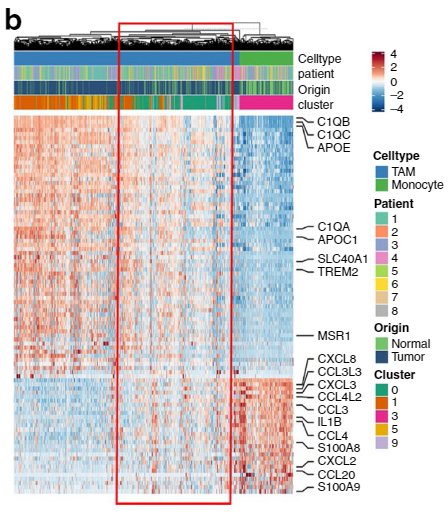 b
Celltype
patient
Origin
cluster
4
2
0
−2
−4
C1QB
C1QC
APOE
C1QA
APOC1
SLC40A1
TREM2
MSR1
CXCL8
CCL3L3
CXCL3
CCL4L2
CCL3
IL1B
CCL4
S100A8
CXCL2
CCL20
S100A9
Celltype
TAM
Monocyte
Patient
1
2
3
4
5
6
7
8
Origin
Normal
Tumor
Cluster
0
1
3
5
9